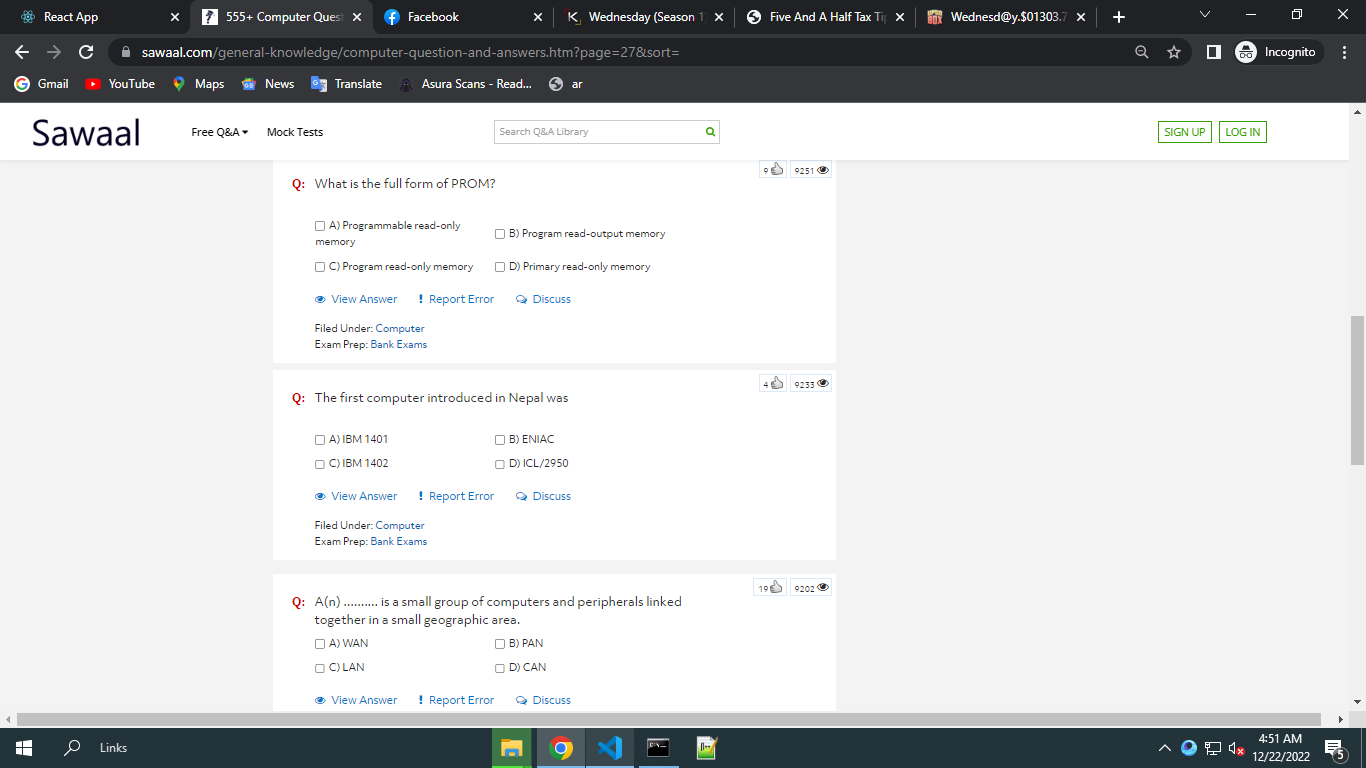 React App
555+ Computer Quest
Facebook
Wednesday (Season 1
Five And A Half Tax Ti
Wednesd@y.$01303.7
sawaal.com/general-knowledge/computer-question-and-answers.htm?page=27&sort=
Incognito
Gmail
YouTube
Maps
News
Translate
Asura Scans - Read...
ar
Sawaal
Free Q&A
Mock Tests
Search Q&A Library
SIGN UP
LOG IN
9
9251
Q: What is the full form of PROM?
A) Programmable read-only
memory
B) Program read-output memory
C) Program read-only memory
D) Primary read-only memory
View Answer
Report Error
Discuss
Filed Under: Computer
Exam Prep: Bank Exams
4
9233
Q: The first computer introduced in Nepal was
A) IBM 1401
B) ENIAC
C) IBM 1402
D) ICL/2950
View Answer
Report Error
Discuss
Filed Under: Computer
Exam Prep: Bank Exams
19
9202
Q: A(n) .......... is a small group of computers and peripherals linked
together in a small geographic area.
A) WAN
B) PAN
C) LAN
D) CAN
View Answer
Report Error
Discuss
Links
4:51 AM
12/22/2022
5